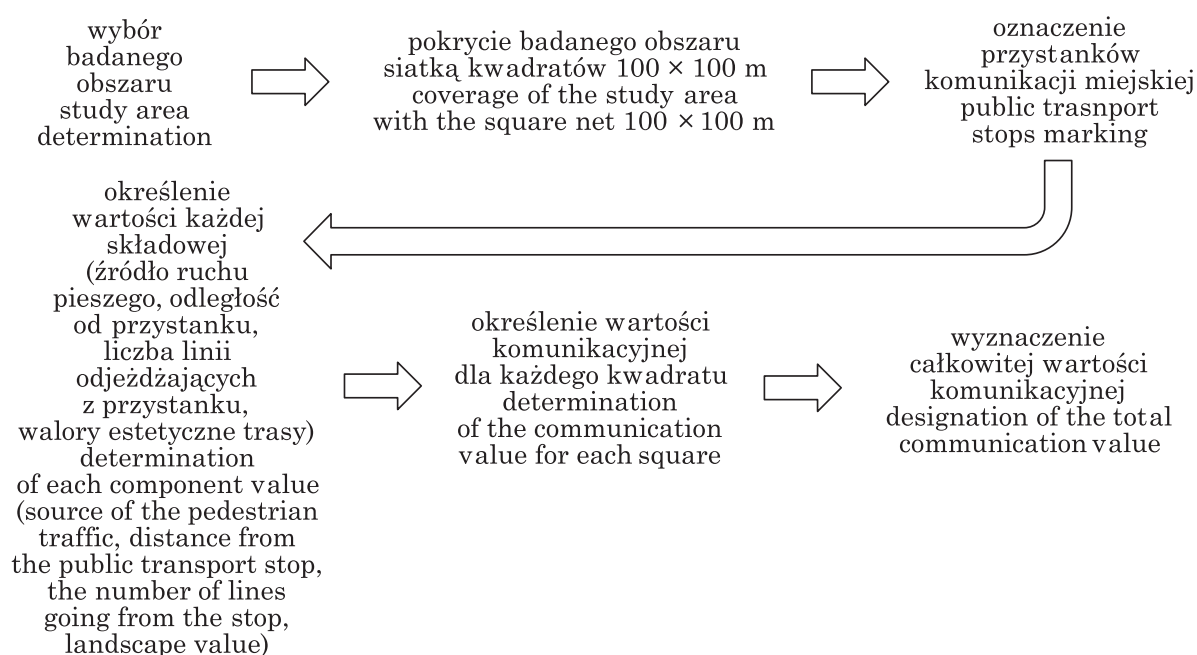 wybór
badanego
obszaru
study area
determination
pokrycie badanego obszaru
siatką kwadratów 100 × 100 m
coverage of the study area
with the square net 100 × 100 m
oznaczenie
przystanków
komunikacji miejskiej
public trasnport
stops marking
określenie
wartości każdej
składowej
(źródło ruchu
pieszego, odległość
od przystanku,
liczba linii
odjeżdżających
z przystanku,
walory estetyczne trasy)
determination
of each component value
(source of the pedestrian
traffic, distance from
the public transport stop,
the number of lines
going from the stop,
landscape value)
określenie wartości
komunikacyjnej
dla każdego kwadratu
determination
of the communication
value for each square
wyznaczenie
całkowitej wartości
komunikacyjnej
designation of the total
communication value